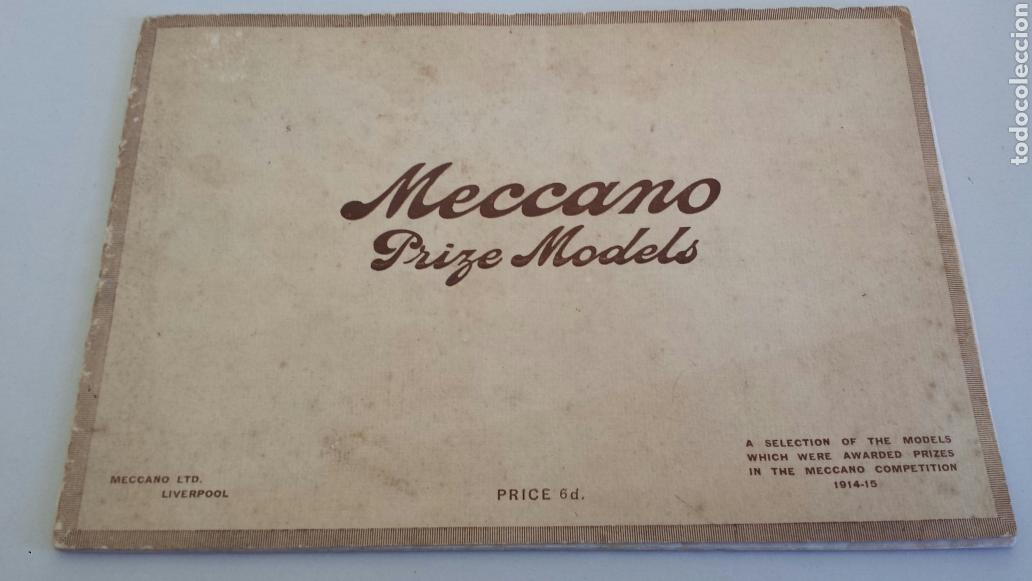 Meccano
Prize Models
MECCANO LTD.
LIVERPOOL
PRICE 6d.
A SELECTION OF THE MODELS
WHICH WERE AWARDED PRIZES
IN THE MECCANO COMPETITION
1914-15
todocoleccion